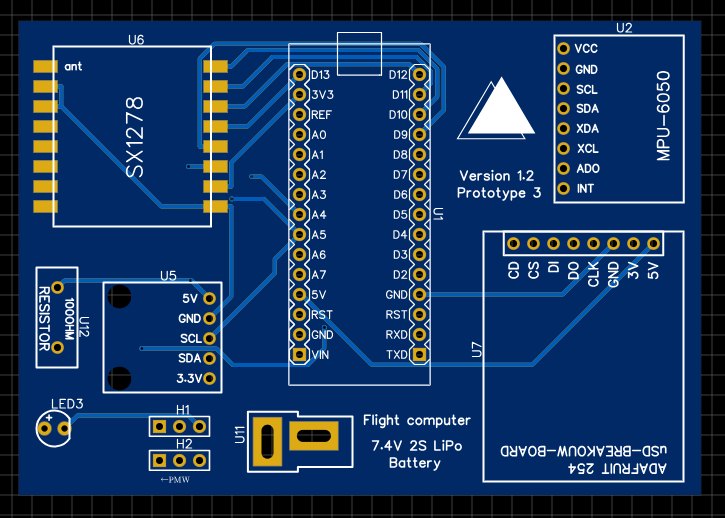 U6
ant
SX1278
D13
3V3
REF
A0
A1
A2
A3
A4
A5
A6
A7
5V
RST
GND
VIN
D12
D11
D10
D9
D8
D7
D6
D5
D4
D3
D2
GND
RST
RXD
TXD
U1
Version 1.2
Prototype 3
U2
VCC
GND
SCL
SDA
XDA
XCL
ADO
INT
MPU-6050
U5
5V
GND
SCL
SDA
3.3V
RESISTOR
100OHM
U12
CD
CS
DI
DO
CLK
GND
3V
5V
U7
ADAFRUIT 254
uSD-BREAKOUW-BOARD
LED3
+
H1
H2
←PMW
U11
Flight computer
7.4V 2S LiPo
Battery